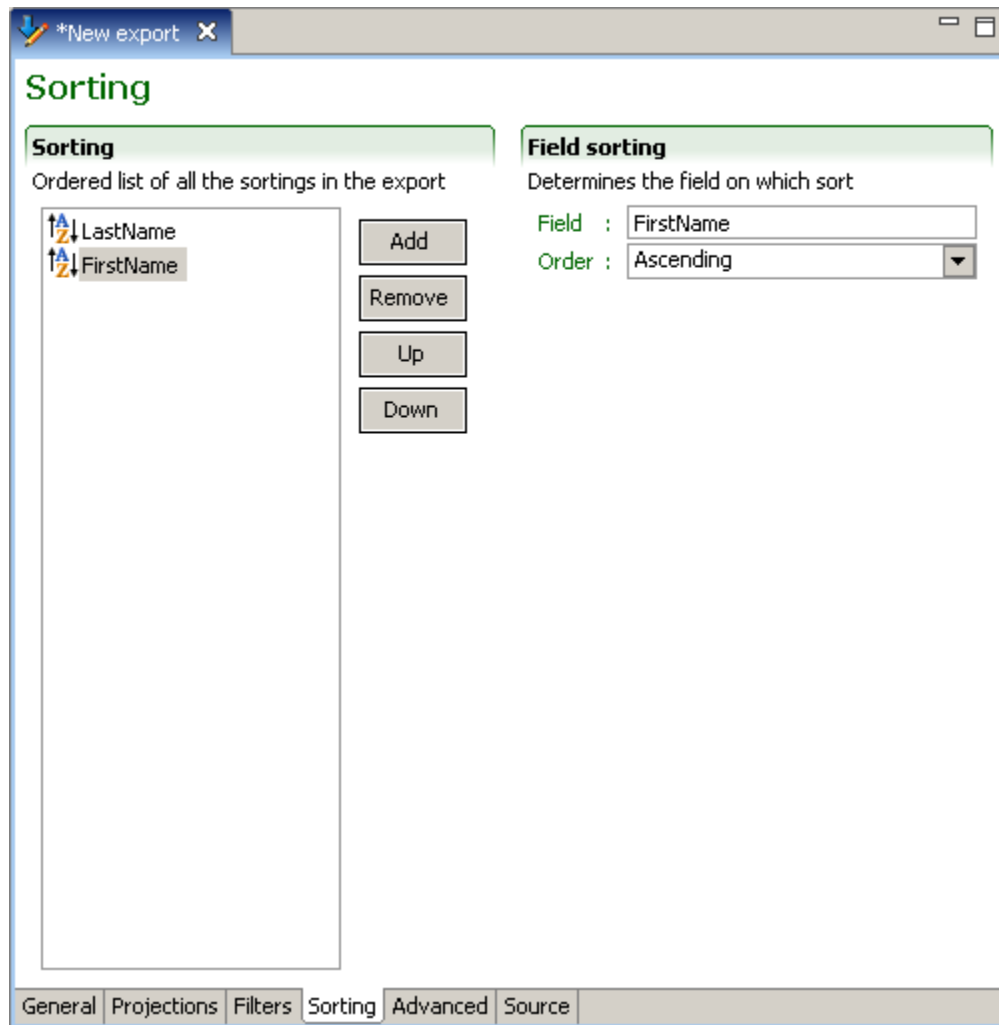 *New export
Sorting
Sorting
Ordered list of all the sortings in the export
LastName
FirstName
Add
Remove
Up
Down
Field sorting
Determines the field on which sort
Field : FirstName
Order : Ascending
General Projections Filters Sorting Advanced Source